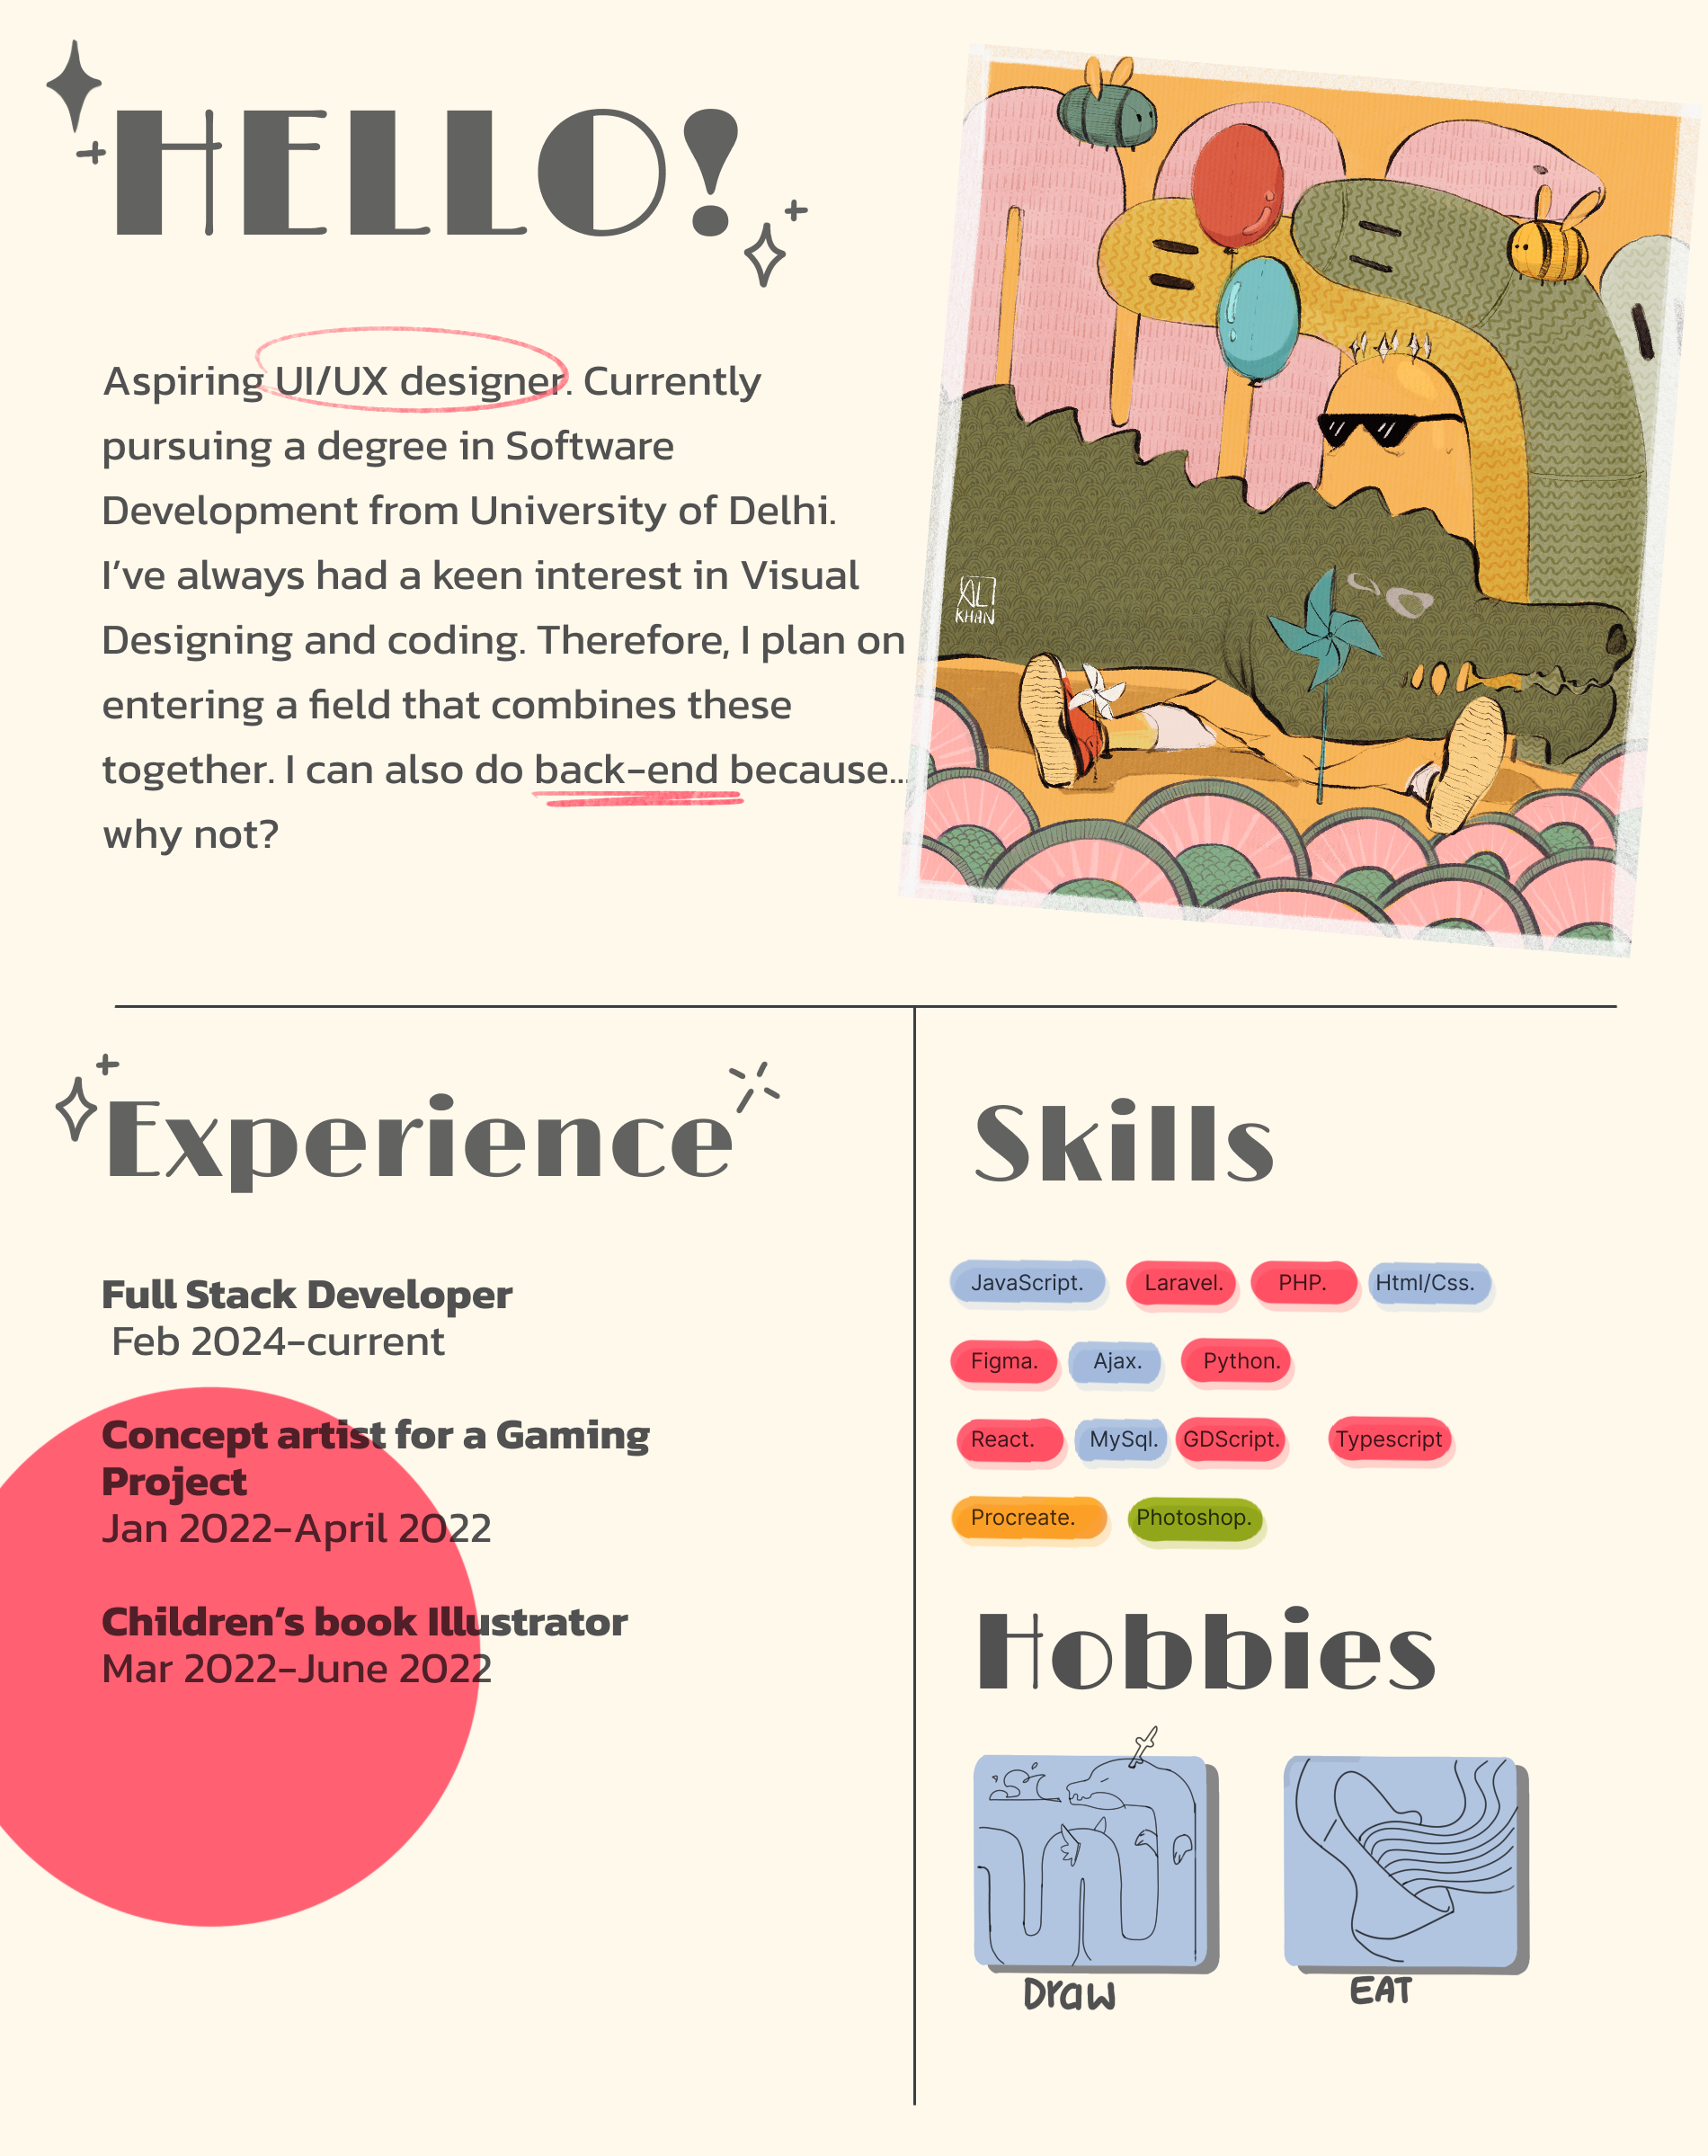 HELLO!
Aspiring UI/UX designer. Currently
pursuing a degree in Software
Development from University of Delhi.
I’ve always had a keen interest in Visual
Designing and coding. Therefore, I plan on
entering a field that combines these
together. I can also do back-end because...
why not?
ALI
KHAN
Experience
Full Stack Developer
Feb 2024-current
Concept artist for a Gaming
Project
Jan 2022-April 2022
Children’s book Illustrator
Mar 2022-June 2022
Skills
JavaScript. Laravel. PHP. Html/Css.
Figma. Ajax. Python.
React. MySql. GDScript. Typescript
Procreate. Photoshop.
Hobbies
Draw EAT